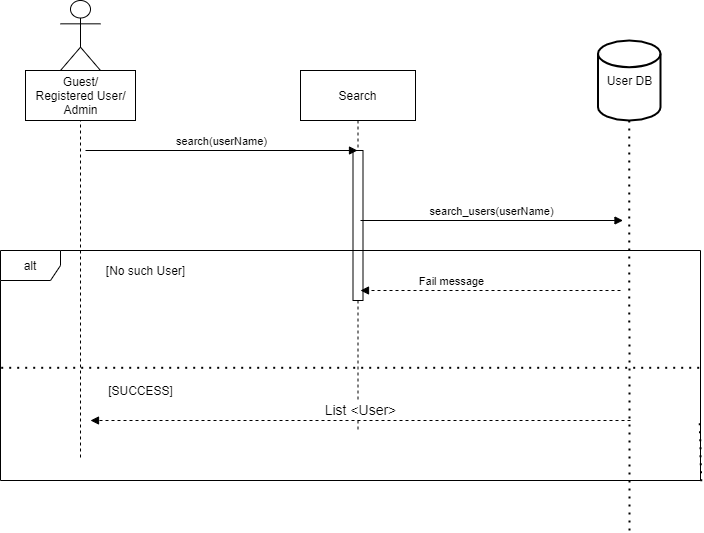 Guest/
Registered User/
Admin
Search
User DB
search(userName)
search_users(userName)
alt
[No such User]
Fail message
[SUCCESS]
List <User>